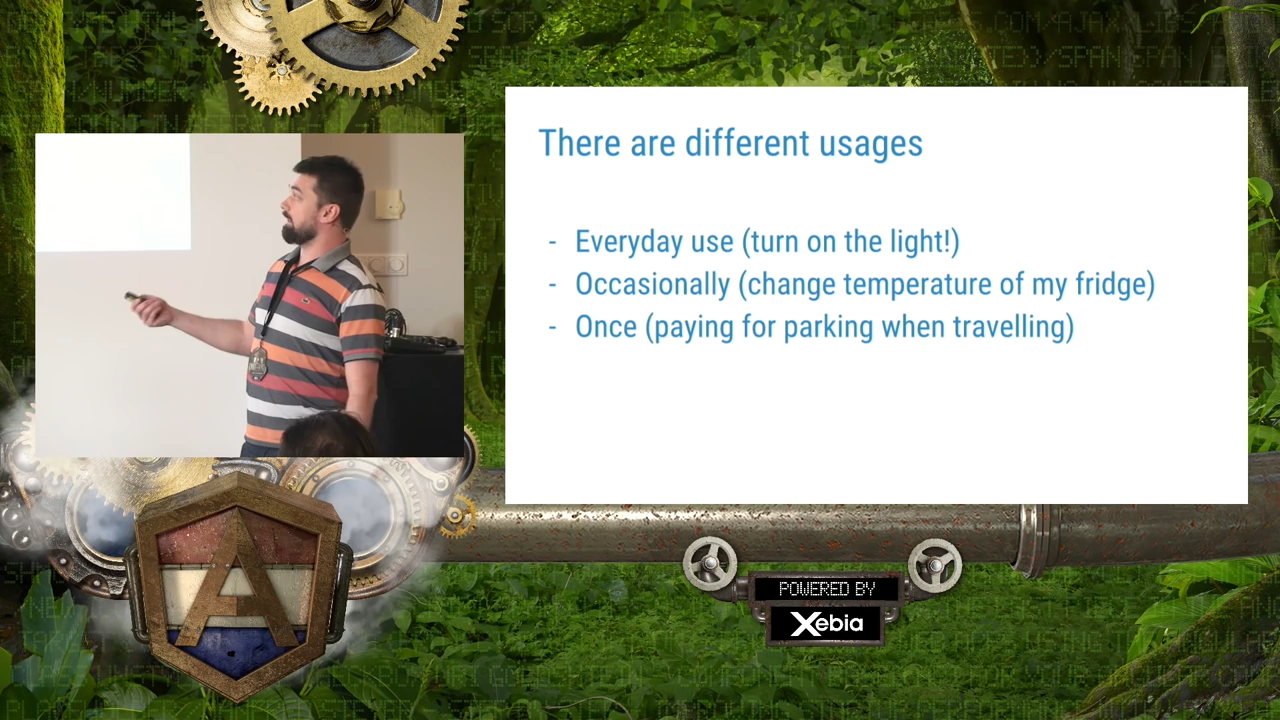 There are different usages
- Everyday use (turn on the light!)
- Occasionally (change temperature of my fridge)
- Once (paying for parking when travelling)
A
POWERED BY
Xebia